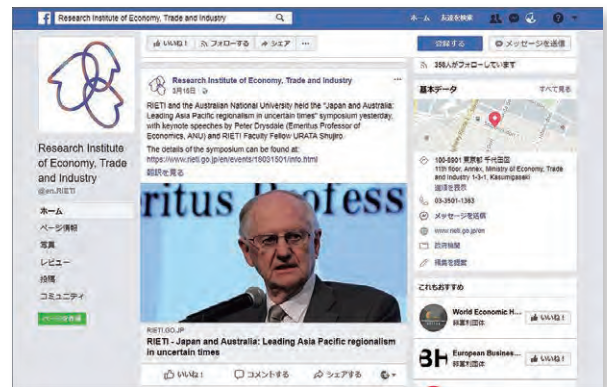 Research Institute of Economy, Trade and Industry
ホーム 友達を検索
いいね！ フォローする シェア ...
登録する メッセージを送信
Research Institute
of Economy, Trade
and Industry
@en.RIETI
ホーム
ページ情報
写真
レビュー
投稿
コミュニティ
ページを作成
Research Institute of Economy, Trade and Industry
3月16日
RIETI and the Australian National University held the "Japan and Australia:
Leading Asia Pacific regionalism in uncertain times" symposium yesterday,
with keynote speeches by Peter Drysdale (Emeritus Professor of
Economics, ANU) and RIETI Faculty Fellow URATA Shujiro.
The details of the symposium can be found at:
https://www.rieti.go.jp/en/events/18031501/info.html
翻訳を見る
ritus Profess
RIETI.GO.JP
RIETI - Japan and Australia: Leading Asia Pacific regionalism
in uncertain times
いいね！ コメントする シェアする
358人がフォローしています
基本データ すべて見る
100-8901 東京都 千代田区
11th floor, Annex, Ministry of Economy, Trade
and Industry 1-3-1, Kasumigaseki
道順を表示
03-3501-1363
メッセージを送信
www.rieti.go.jp/en
政府機関
情報を提案
これもおすすめ
World Economic H...
非営利団体
いいね！
BH
European Busines...
非営利団体
いいね！